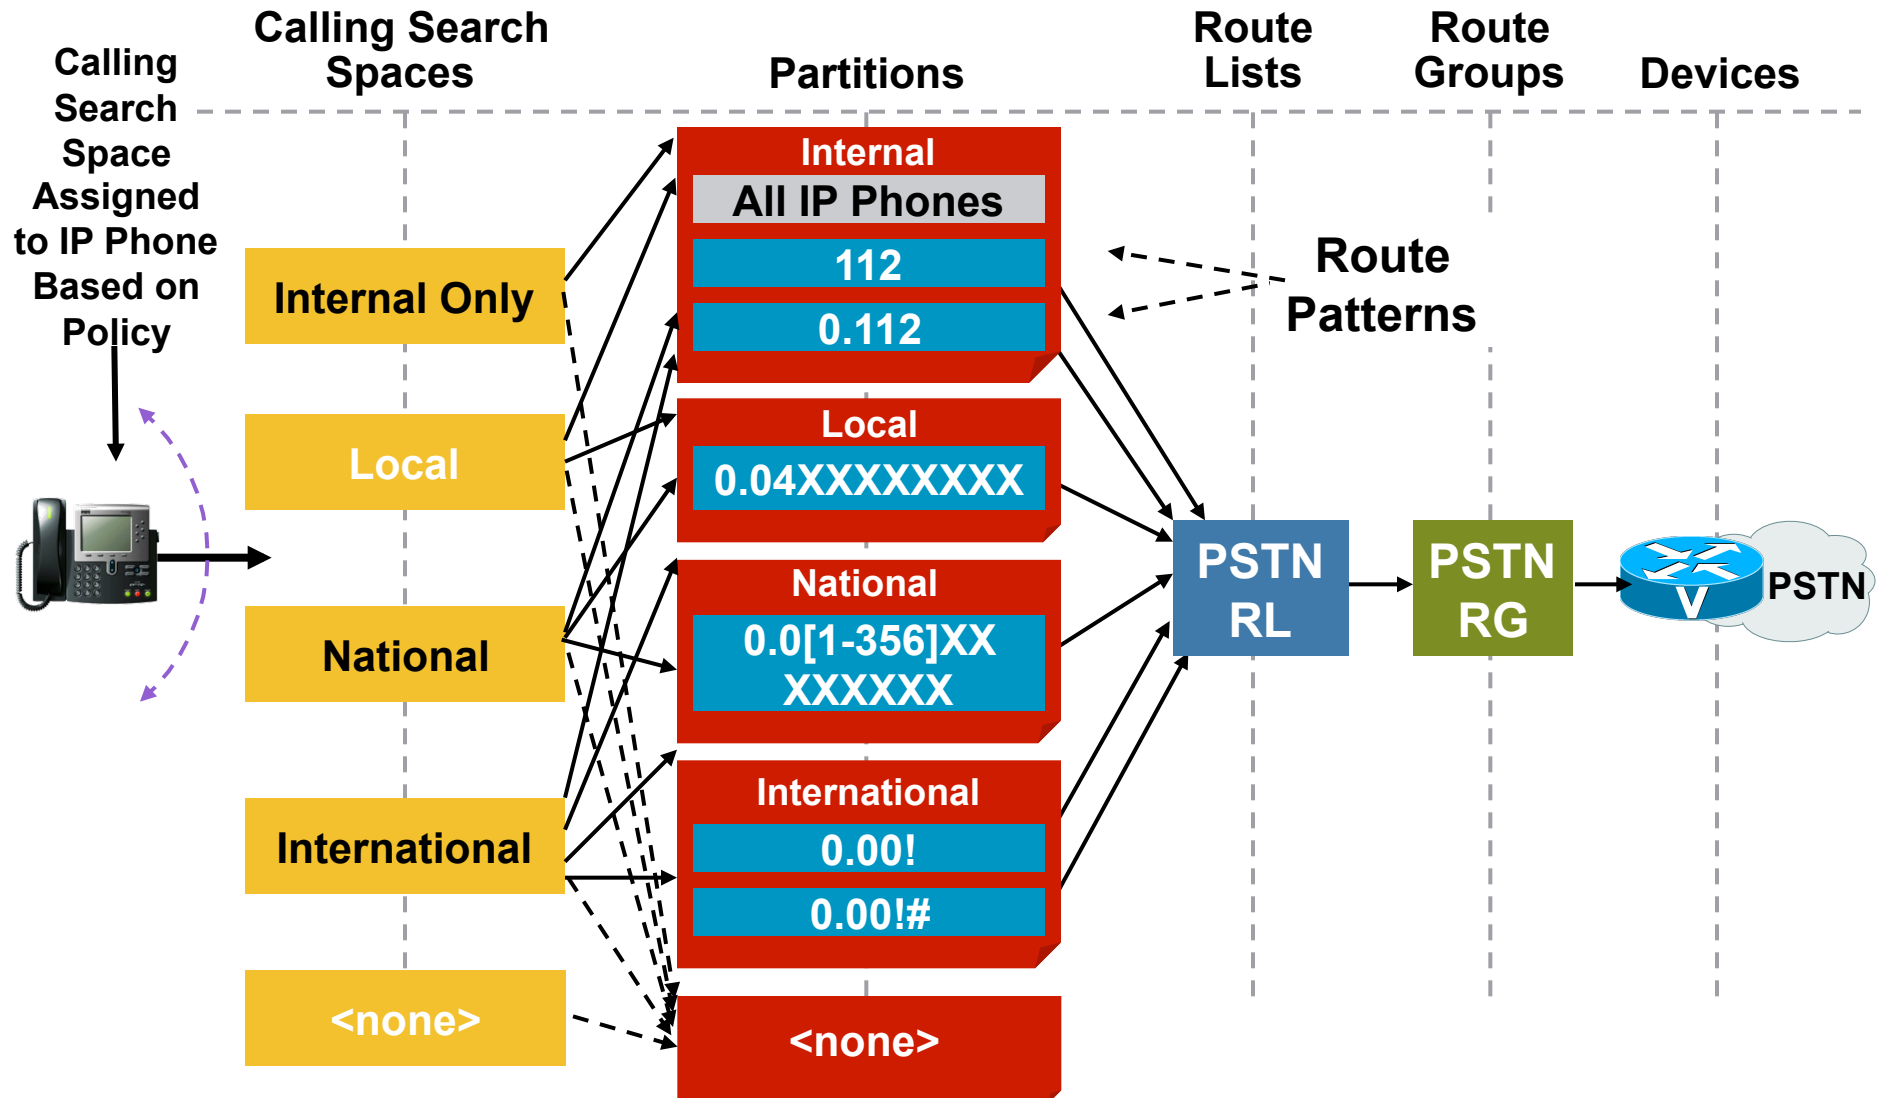 Calling
Search
Space
Assigned
to IP Phone
Based on
Policy
Calling Search
Spaces
Partitions
Route
Lists
Route
Groups
Devices
Internal Only
Local
National
International
<none>
Internal
All IP Phones
112
0.112
Local
0.04XXXXXXXX
National
0.0[1-356]XX
XXXXXX
International
0.00!
0.00!#
<none>
Route
Patterns
PSTN
RL
PSTN
RG
V
PSTN